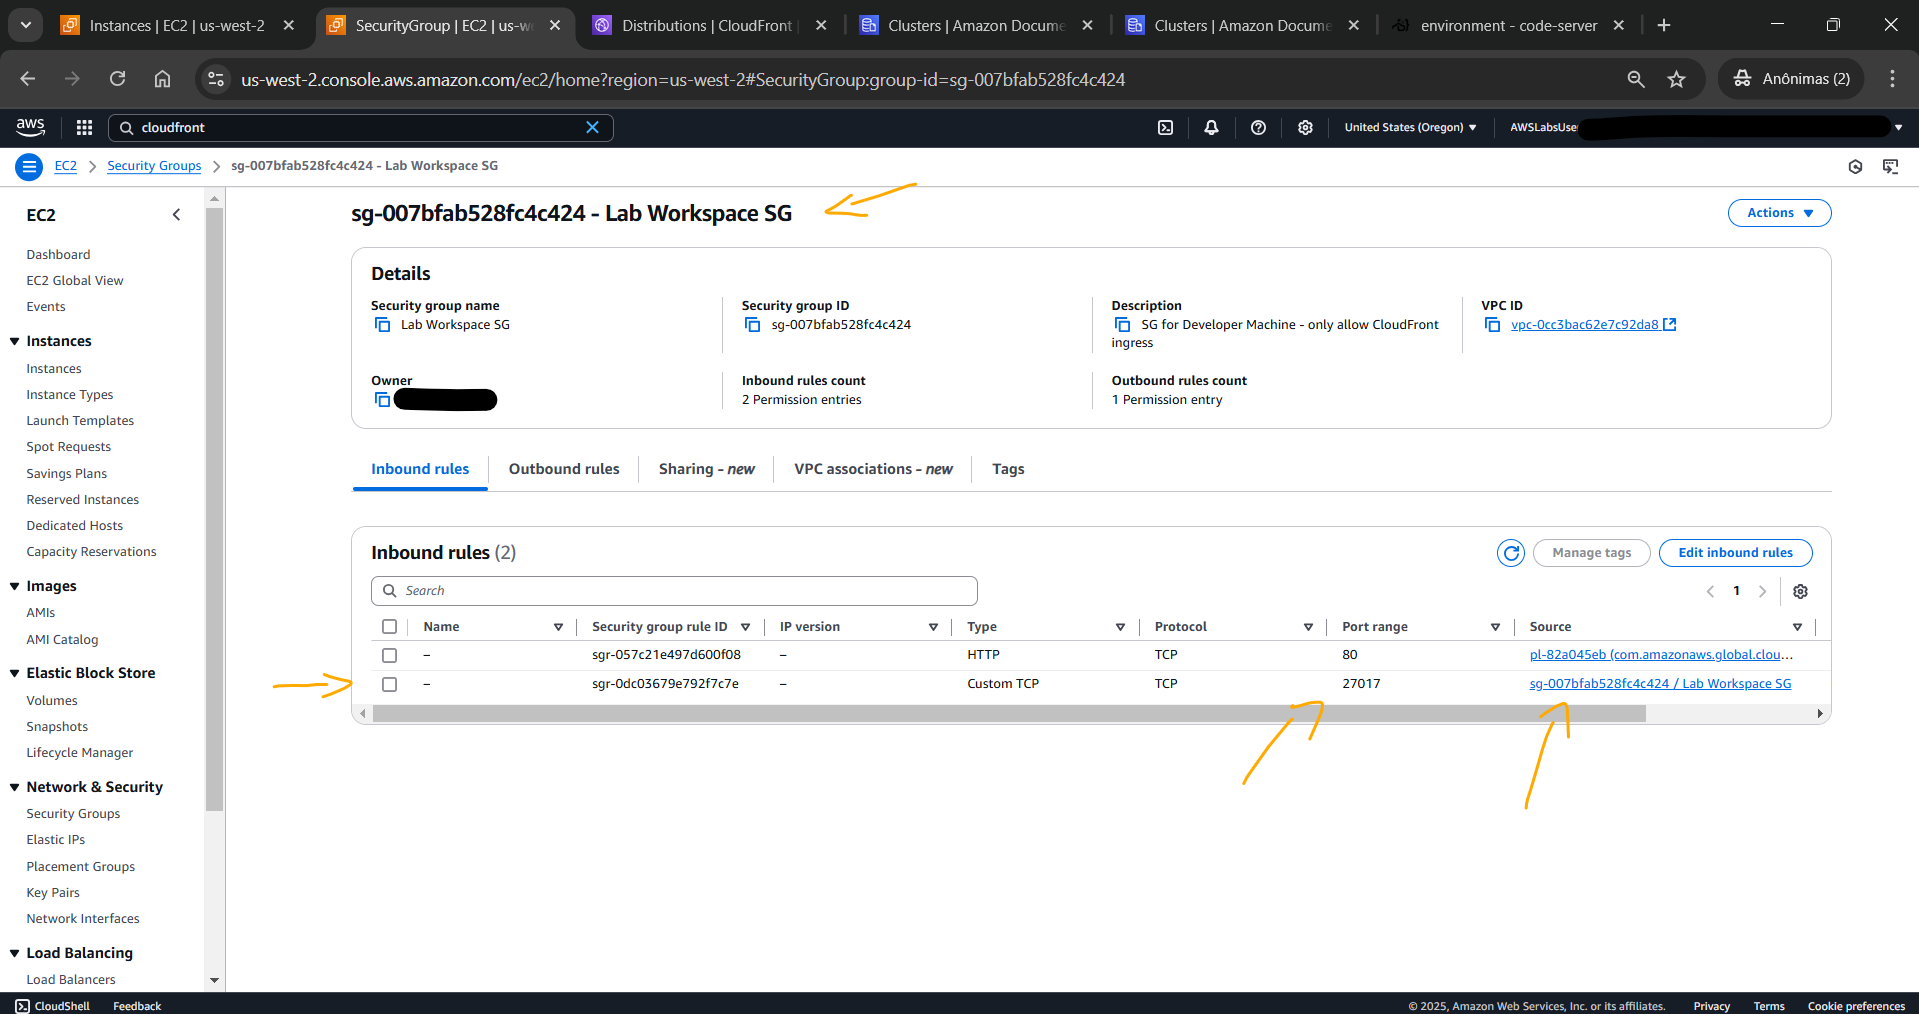 Instances | EC2 | us-west-2
SecurityGroup | EC2 | us-we
Distributions | CloudFront
Clusters | Amazon Docume
Clusters | Amazon Docume
environment - code-server
us-west-2.console.aws.amazon.com/ec2/home?region=us-west-2#SecurityGroup:group-id=sg-007bfab528fc4c424
Anônimas (2)
aws
cloudfront
United States (Oregon)
AWSLabsUse
EC2
Security Groups
sg-007bfab528fc4c424 - Lab Workspace SG
EC2
Dashboard
EC2 Global View
Events
Instances
Instances
Instance Types
Launch Templates
Spot Requests
Savings Plans
Reserved Instances
Dedicated Hosts
Capacity Reservations
Images
AMIs
AMI Catalog
Elastic Block Store
Volumes
Snapshots
Lifecycle Manager
Network & Security
Security Groups
Elastic IPs
Placement Groups
Key Pairs
Network Interfaces
Load Balancing
Load Balancers
sg-007bfab528fc4c424 - Lab Workspace SG
Actions
Details
Security group name
Lab Workspace SG
Security group ID
sg-007bfab528fc4c424
Description
SG for Developer Machine - only allow CloudFront
ingress
VPC ID
vpc-0cc3bac62e7c92da8
Owner
Inbound rules count
2 Permission entries
Outbound rules count
1 Permission entry
Inbound rules
Outbound rules
Sharing - new
VPC associations - new
Tags
Inbound rules (2)
Manage tags
Edit inbound rules
Search
1
Name Security group rule ID IP version Type Protocol Port range Source
– sgr-057c21e497d600f08 – HTTP TCP 80 pl-82a045eb (com.amazonaws.global.clou...
– sgr-0dc03679e792f7c7e – Custom TCP TCP 27017 sg-007bfab528fc4c424 / Lab Workspace SG
CloudShell
Feedback
© 2025, Amazon Web Services, Inc. or its affiliates.
Privacy
Terms
Cookie preferences